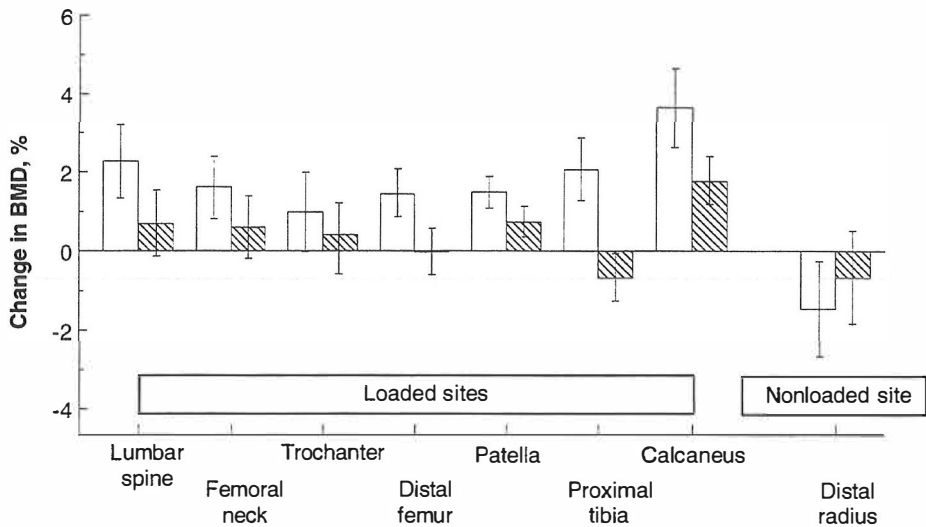 6
4
2
0
-2
-4
Change in BMD, %
Loaded sites
Nonloaded site
Lumbar
spine
Femoral
neck
Trochanter
Distal
femur
Patella
Proximal
tibia
Calcaneus
Distal
radius